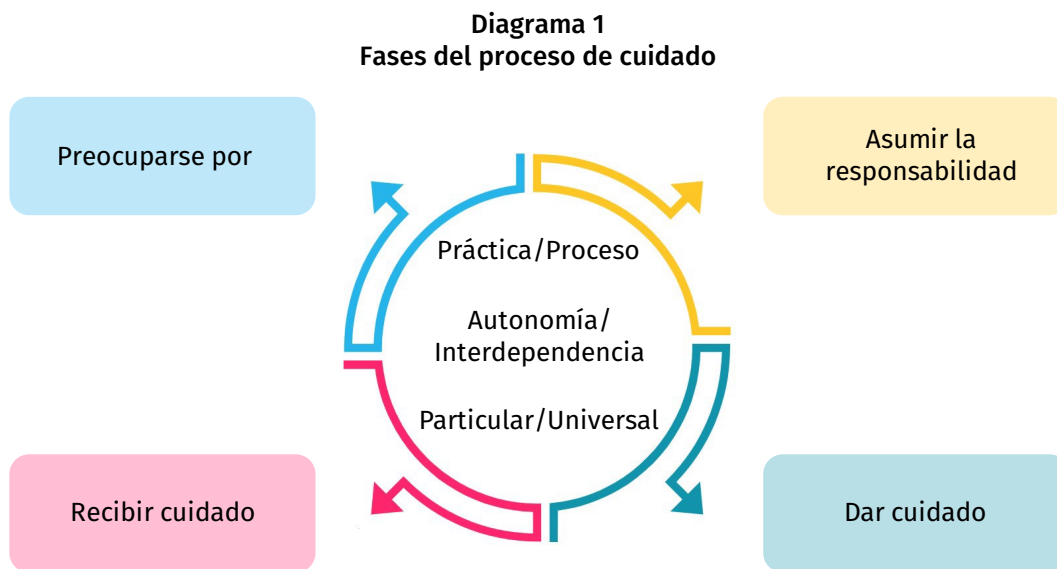 Diagrama 1
Fases del proceso de cuidado
Preocuparse por
Asumir la
responsabilidad
Práctica/Proceso
Autonomía/
Interdependencia
Particular/Universal
Recibir cuidado
Dar cuidado